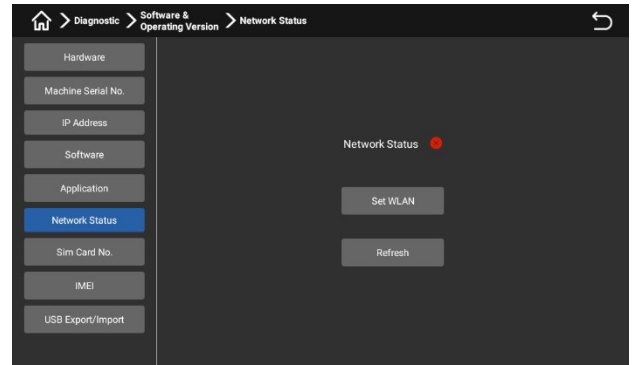 Diagnostic
Software &
Operating Version
Network Status
Hardware
Machine Serial No.
IP Address
Software
Application
Network Status
Sim Card No.
IMEI
USB Export/Import
Network Status
Set WLAN
Refresh